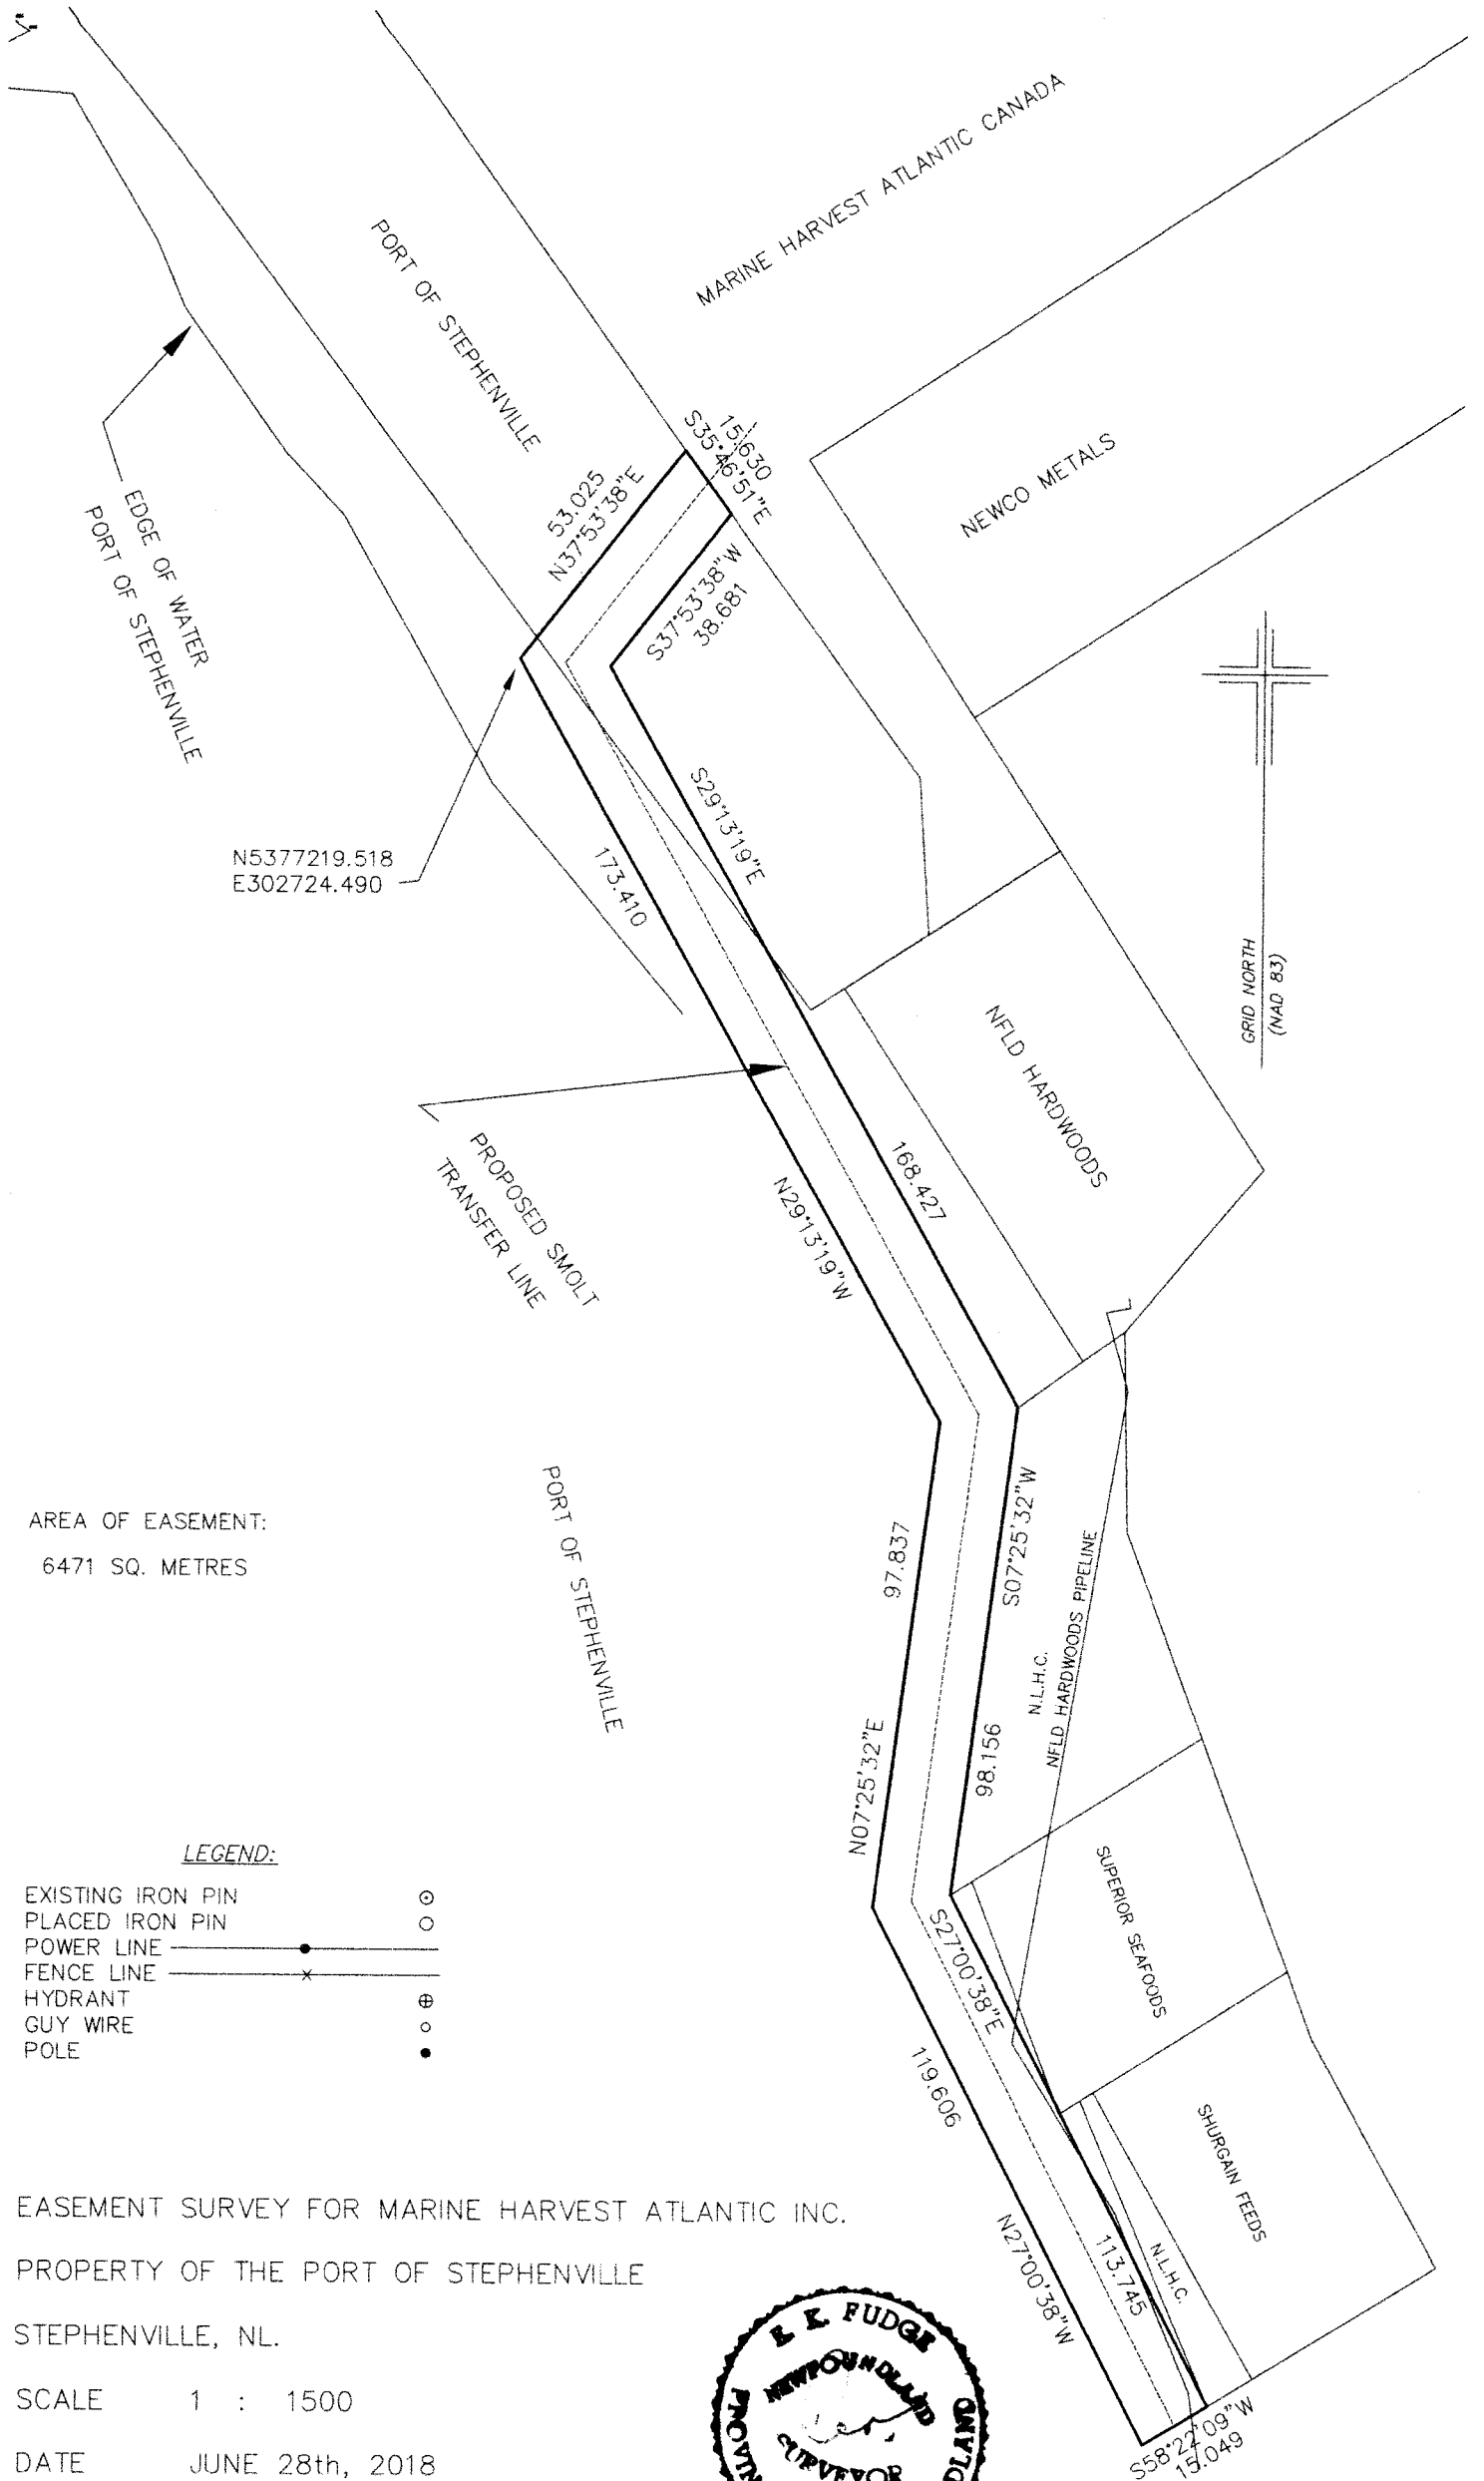 MARINE HARVEST ATLANTIC CANADA
PORT OF STEPHENVILLE
15.630
S35°46'51"E
53.025
N37°53'38"E
NEWCO METALS
EDGE OF WATER
PORT OF STEPHENVILLE
S37°53'38"W
38.681
S29°13'19"E
N5377219.518
E302724.490
173.410
GRID NORTH
(NAD 83)
NFLD HARDWOODS
168.427
PROPOSED SMOLT
TRANSFER LINE
N29°13'19"W
PORT OF STEPHENVILLE
AREA OF EASEMENT:
6471 SQ. METRES
97.837
S07°25'32"W
N.L.H.C.
NFLD HARDWOODS PIPELINE
N07°25'32"E
98.156
LEGEND:
EXISTING IRON PIN
PLACED IRON PIN
POWER LINE
FENCE LINE
HYDRANT
GUY WIRE
POLE
SUPERIOR SEAFOODS
S27°00'38"E
119.606
SHURGAIN FEEDS
N27°00'38"W
113.745
N.L.H.C.
S58°22'09"W
15.049
EASEMENT SURVEY FOR MARINE HARVEST ATLANTIC INC.
PROPERTY OF THE PORT OF STEPHENVILLE
STEPHENVILLE, NL.
SCALE 1 : 1500
DATE JUNE 28th, 2018
E. K. FUDGE
NEWFOUNDLAND
SURVEYOR